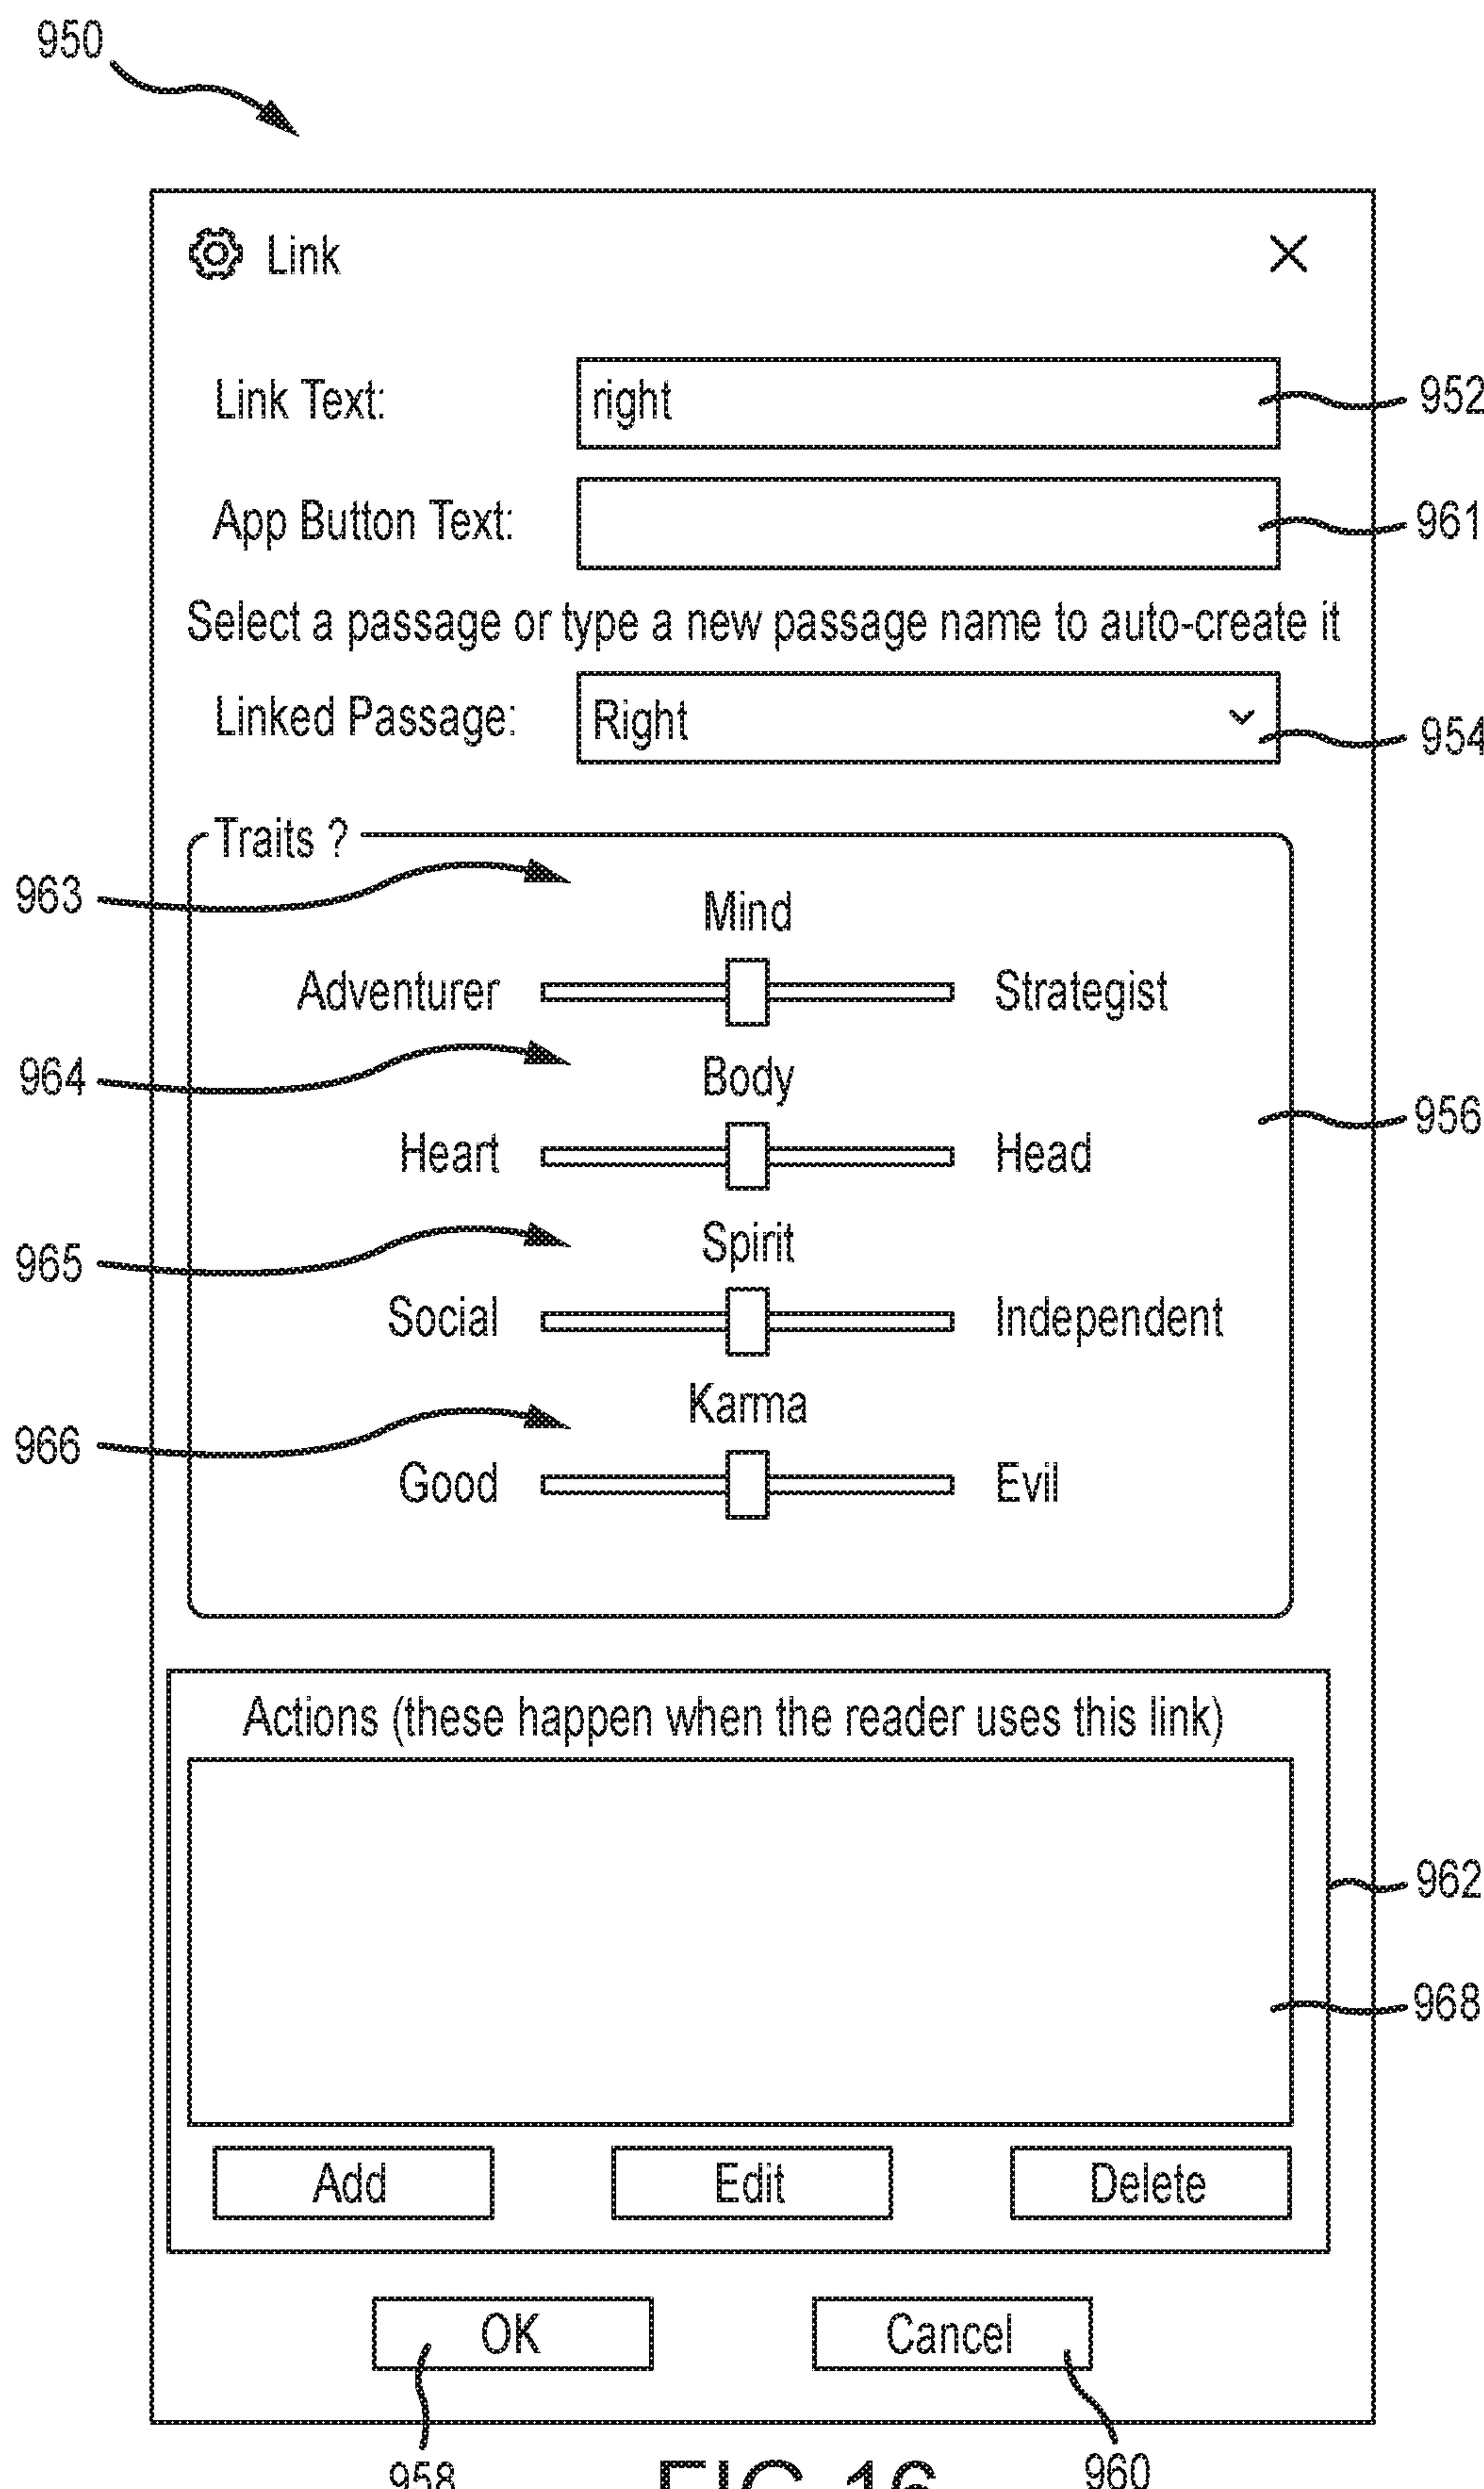 950
Link
Link Text: right 952
App Button Text: 961
Select a passage or type a new passage name to auto-create it
Linked Passage: Right 954
Traits ?
963
Mind
Adventurer Strategist
964
Body
956
Heart Head
965
Spirit
Social Independent
Karma
966
Good Evil
Actions (these happen when the reader uses this link)
962
968
Add Edit Delete
OK Cancel
958 FIG. 16 960